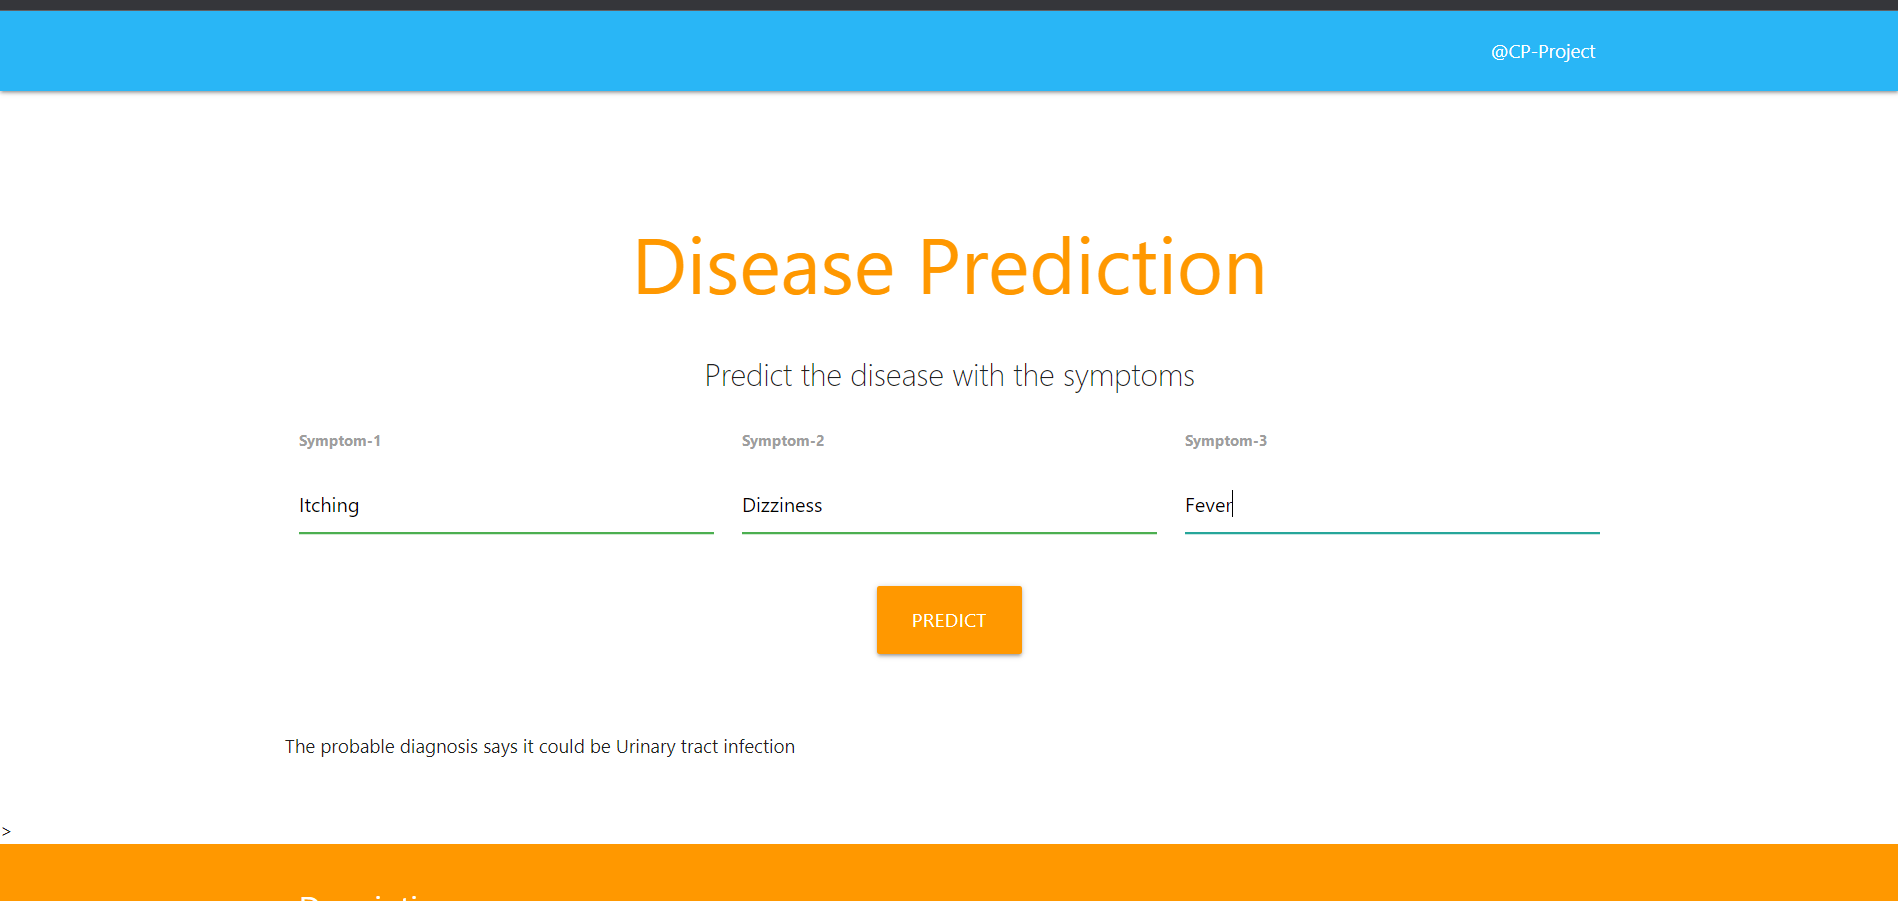 @CP-Project
Disease Prediction
Predict the disease with the symptoms
Symptom-1 Symptom-2 Symptom-3
Itching Dizziness Fever
PREDICT
The probable diagnosis says it could be Urinary tract infection
>